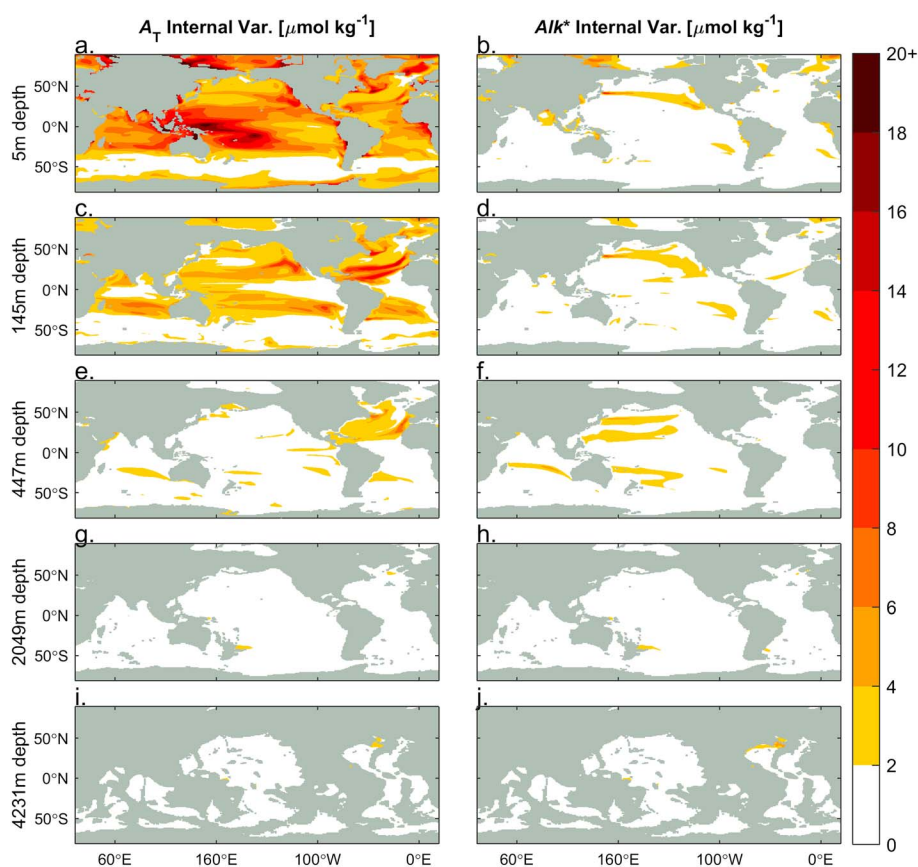 A_T Internal Var. [μmol kg⁻¹]
Alk* Internal Var. [μmol kg⁻¹]
a.
b.
5m depth
50°N
0°N
50°S
c.
d.
145m depth
50°N
0°N
50°S
e.
f.
447m depth
50°N
0°N
50°S
g.
h.
2049m depth
50°N
0°N
50°S
i.
j.
4231m depth
50°N
0°N
50°S
60°E 160°E 100°W 0°E
60°E 160°E 100°W 0°E
20+
18
16
14
12
10
8
6
4
2
0